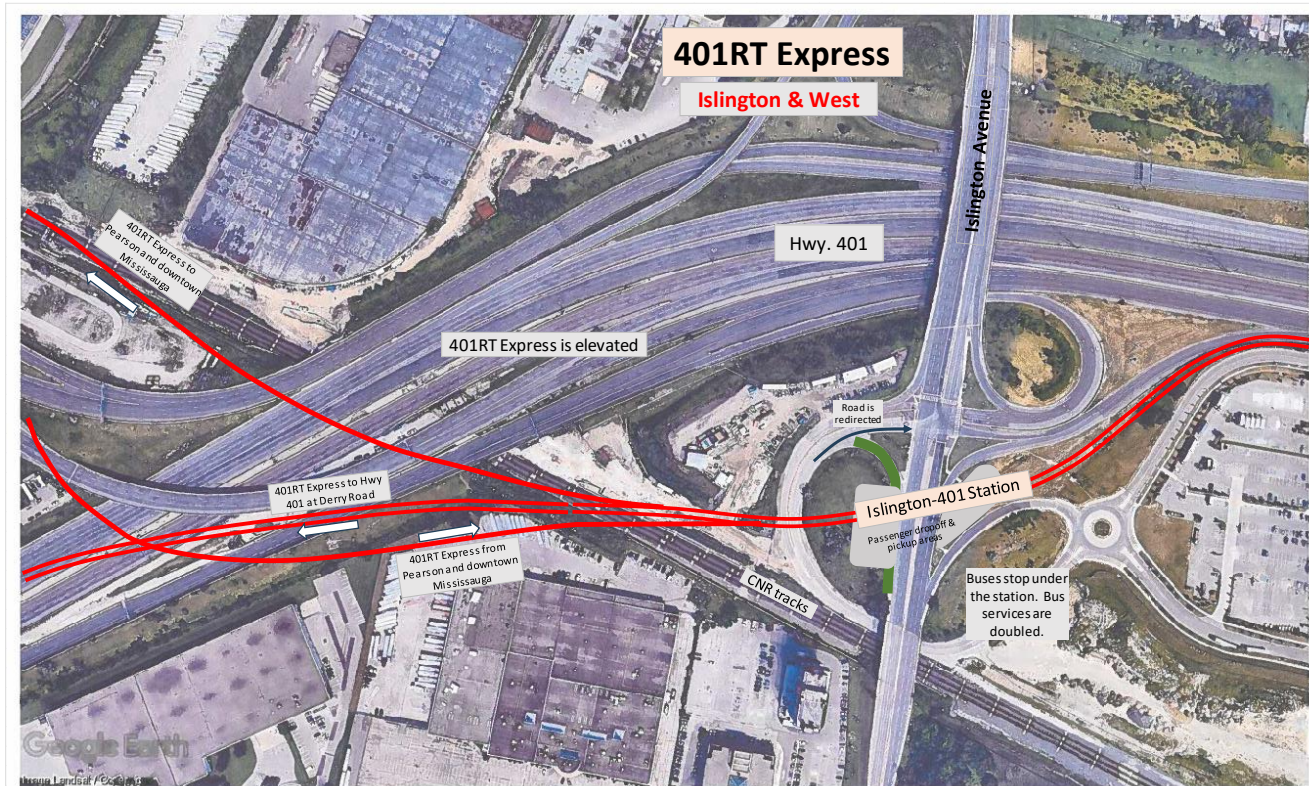 401RT Express
Islington & West
Islington Avenue
Hwy. 401
401RT Express to
Pearson and downtown
Mississauga
401RT Express is elevated
Road is
redirected
401RT Express to Hwy
401 at Derry Road
Islington-401 Station
Passenger dropoff &
pickup areas
401RT Express from
Pearson and downtown
Mississauga
CNR tracks
Buses stop under
the station. Bus
services are
doubled.
Google Earth
Image Landsat /